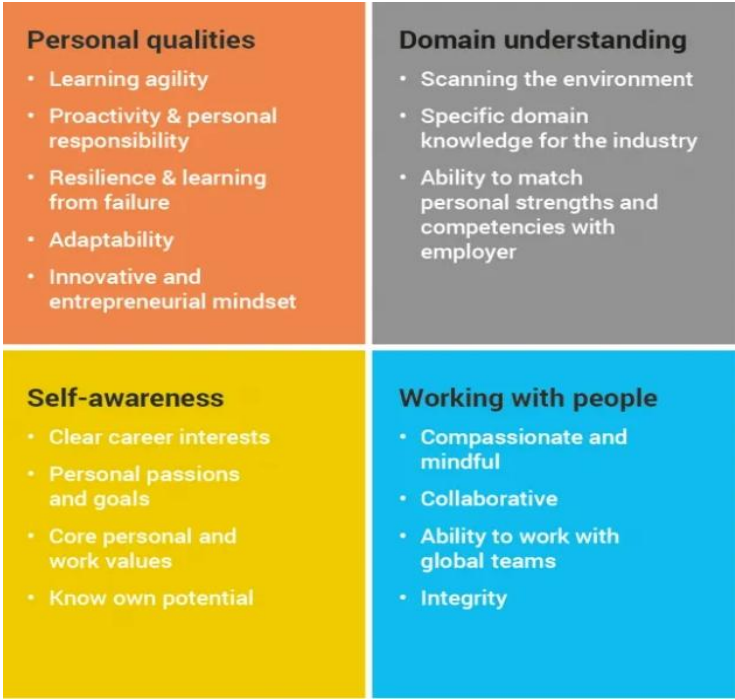 Personal qualities
• Learning agility
• Proactivity & personal
responsibility
• Resilience & learning
from failure
• Adaptability
• Innovative and
entrepreneurial mindset
Domain understanding
• Scanning the environment
• Specific domain
knowledge for the industry
• Ability to match
personal strengths and
competencies with
employer
Self-awareness
• Clear career interests
• Personal passions
and goals
• Core personal and
work values
• Know own potential
Working with people
• Compassionate and
mindful
• Collaborative
• Ability to work with
global teams
• Integrity